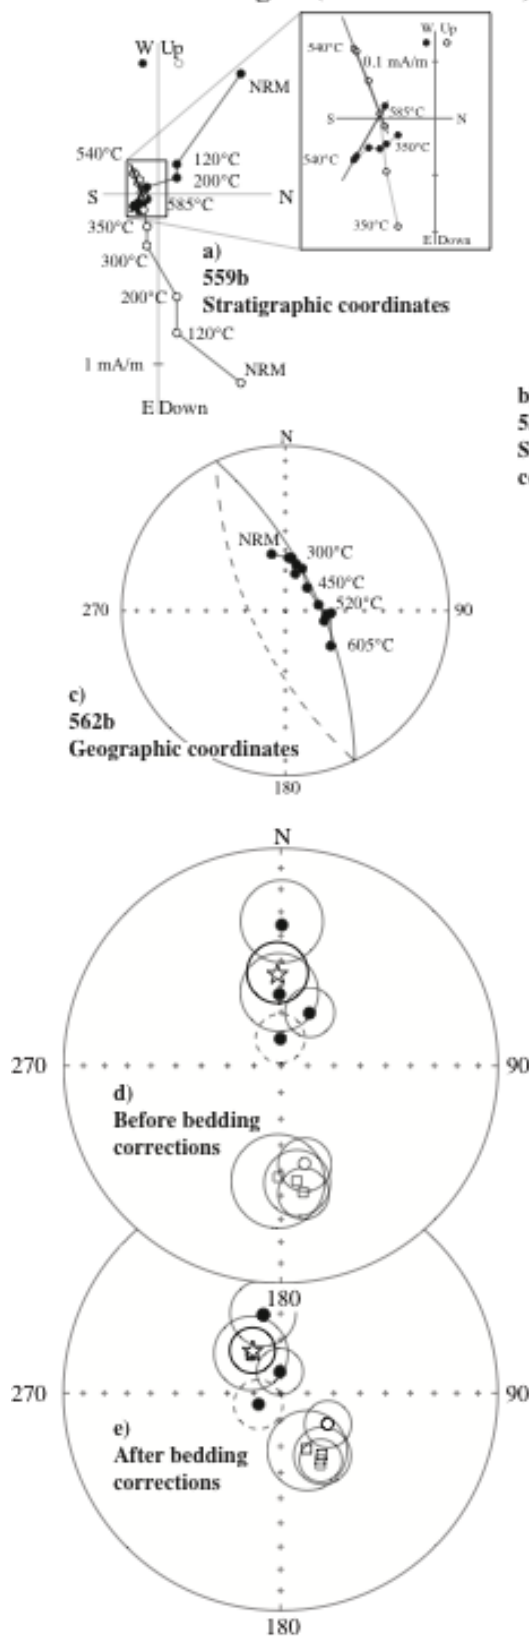 W Up
NRM
540°C
120°C
200°C
S
N
585°C
350°C
300°C
200°C
120°C
1 mA/m
NRM
E Down
a)
559b
Stratigraphic coordinates
W Up
540°C
0.1 mA/m
585°C
S
N
350°C
540°C
350°C
E Down
b
5
S
c
N
NRM
300°C
450°C
520°C
270
90
605°C
c)
562b
Geographic coordinates
180
N
270
90
d)
Before bedding
corrections
180
270
90
e)
After bedding
corrections
180